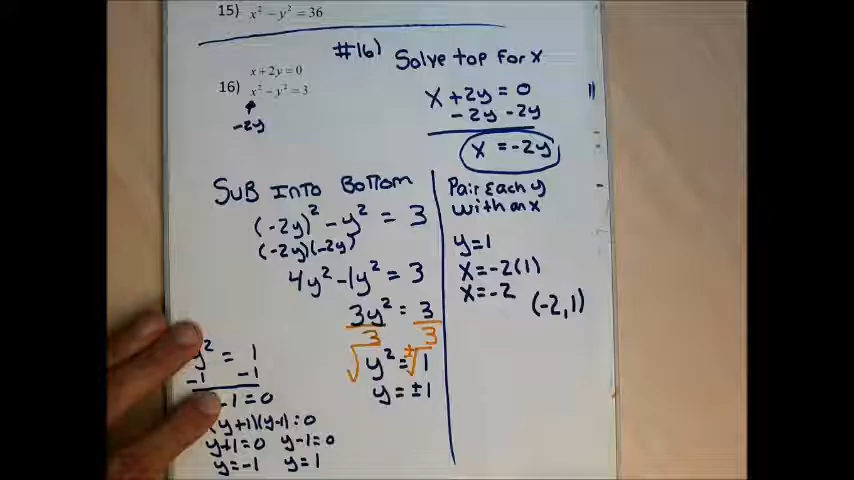 15) x² − y² = 36
#16) Solve top for x
x + 2y = 0
16) x² − y² = 3
−2y
x + 2y = 0
−2y −2y
x = −2y
Sub Into Bottom
(−2y)² − y² = 3
(−2y)(−2y)
4y² − 1y² = 3
3y² = 3
3 3
√y² = ±√1
y = ±1
y² = 1
−1 −1
−1 = 0
(y+1)(y−1) = 0
y+1=0 y−1=0
y=−1 y=1
Pair Each y
with an x
y=1
x=−2(1)
x=−2
(−2,1)